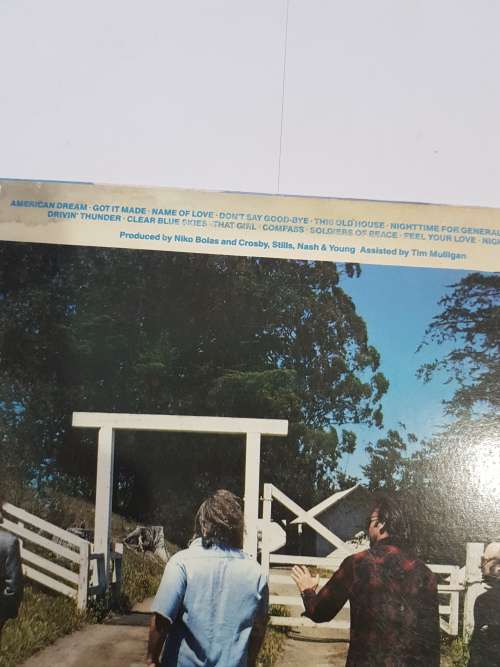 AMERICAN DREAM · GOT IT MADE · NAME OF LOVE · DON'T SAY GOOD-BYE · THIS OLD HOUSE · NIGHTTIME FOR GENERAL
DRIVIN' THUNDER · CLEAR BLUE SKIES · THAT GIRL · COMPASS · SOLDIERS OF PEACE · FEEL YOUR LOVE · NIG
Produced by Niko Bolas and Crosby, Stills, Nash & Young Assisted by Tim Mulligan